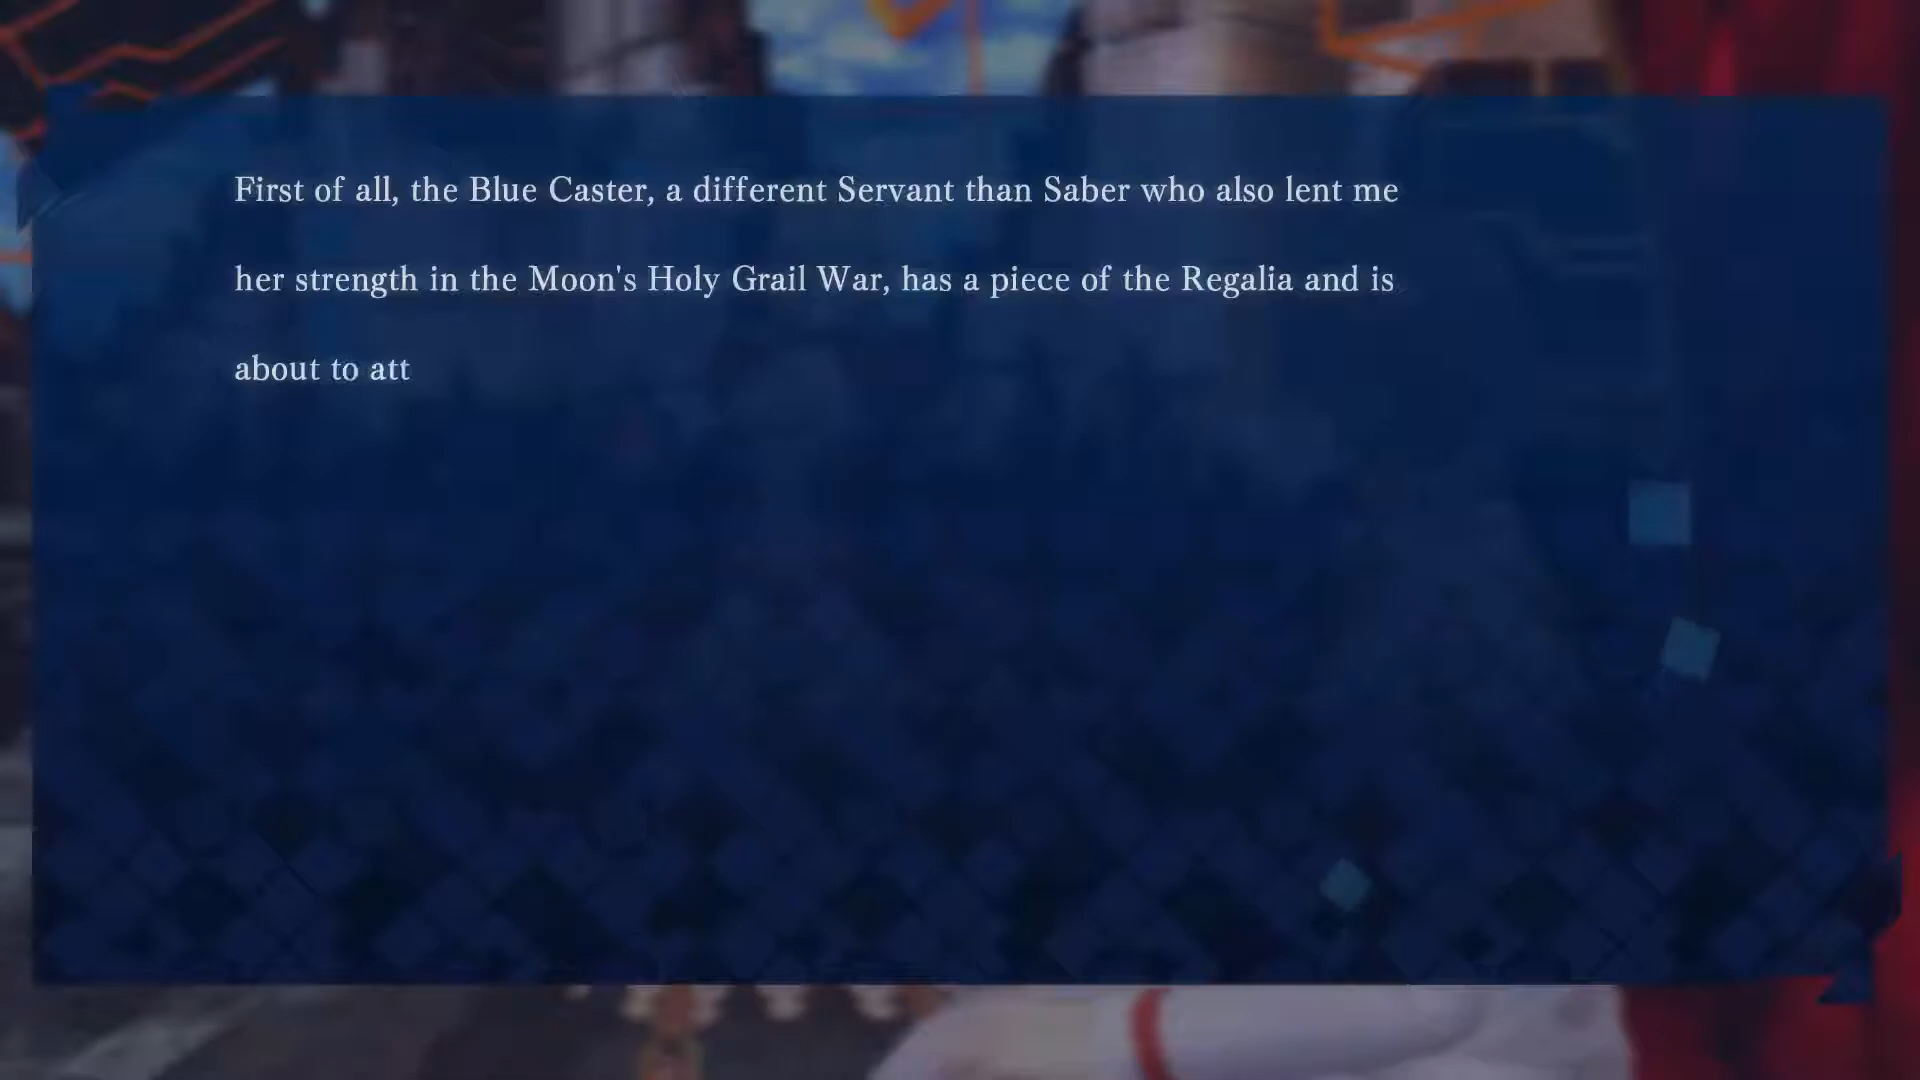 First of all, the Blue Caster, a different Servant than Saber who also lent me
her strength in the Moon's Holy Grail War, has a piece of the Regalia and is
about to att